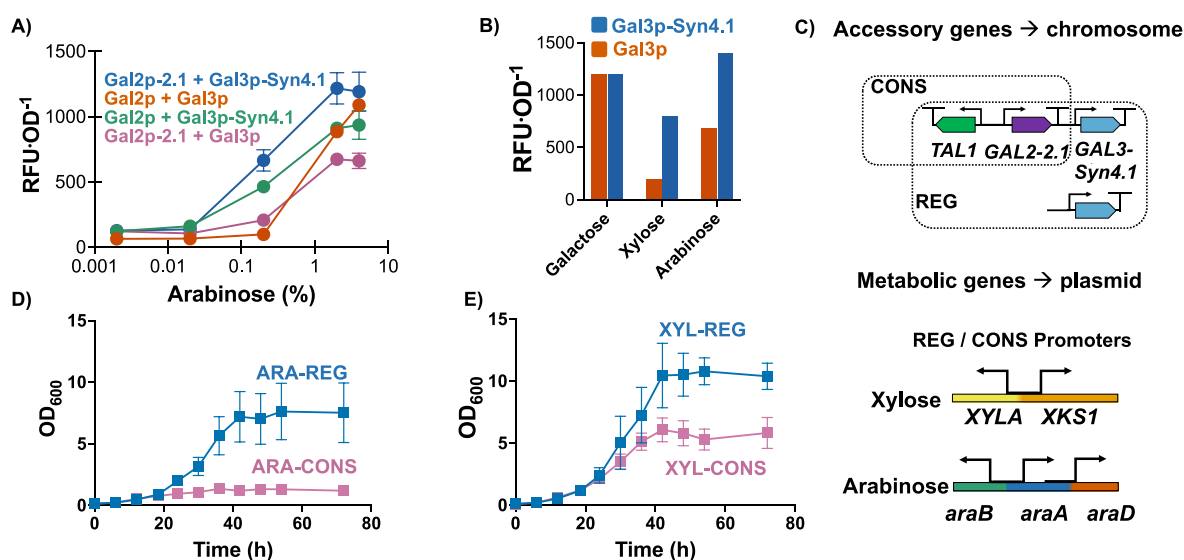 A)
1500
1000
500
0
RFU·OD-1
Gal2p-2.1 + Gal3p-Syn4.1
Gal2p + Gal3p
Gal2p + Gal3p-Syn4.1
Gal2p-2.1 + Gal3p
0.001
0.01
0.1
1
10
Arabinose (%)
B)
Gal3p-Syn4.1
Gal3p
1500
1000
500
0
RFU·OD-1
Galactose
Xylose
Arabinose
C)
Accessory genes → chromosome
CONS
TAL1
GAL2-2.1
GAL3-
Syn4.1
REG
Metabolic genes → plasmid
REG / CONS Promoters
Xylose
XYLA
XKS1
Arabinose
araB
araA
araD
D)
15
10
5
0
OD600
ARA-REG
ARA-CONS
0
20
40
60
80
Time (h)
E)
15
10
5
0
OD600
XYL-REG
XYL-CONS
0
20
40
60
80
Time (h)